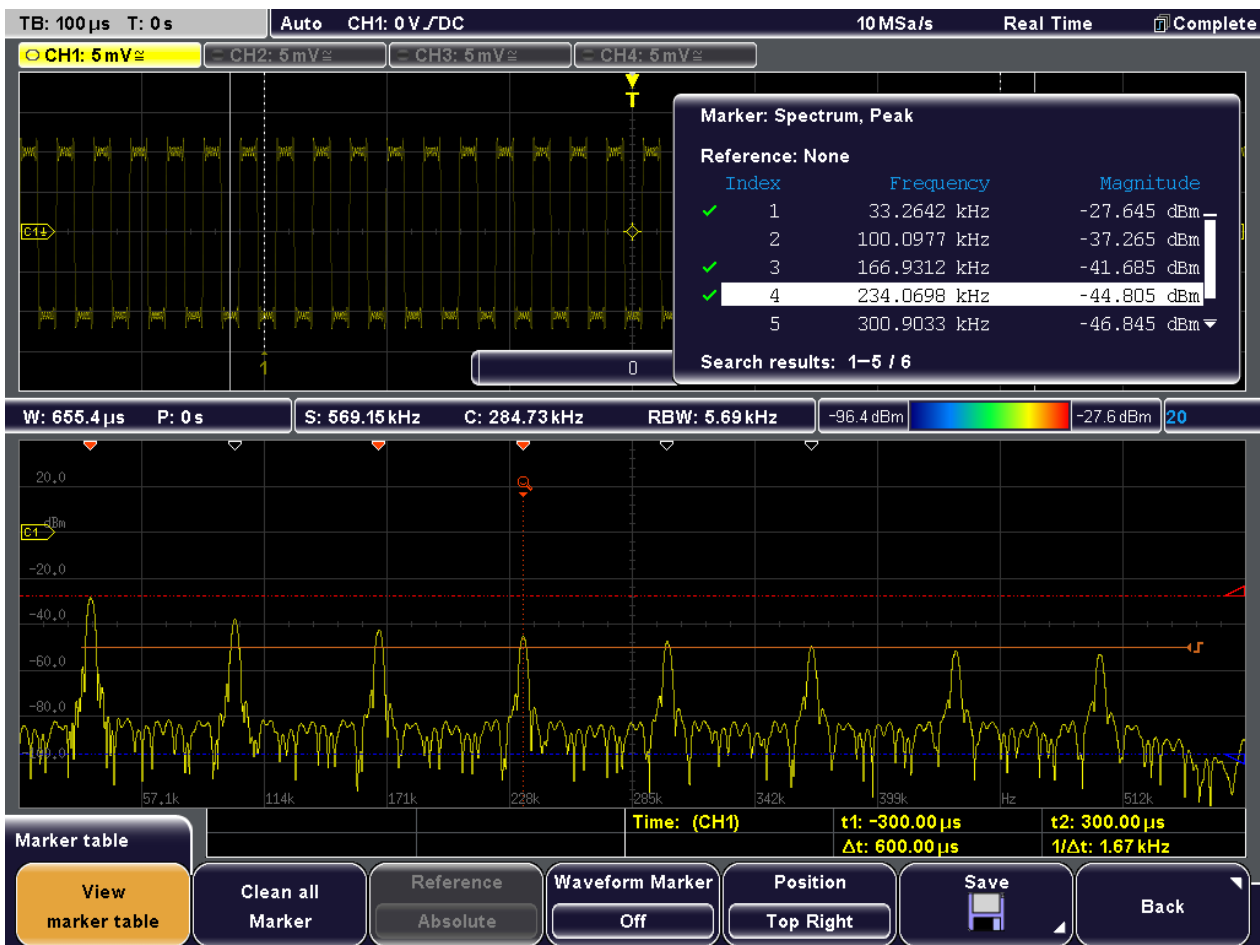 TB: 100 µs T: 0 s Auto CH1: 0 V DC 10 MSa/s Real Time Complete
CH1: 5 mV≅ CH2: 5 mV≅ CH3: 5 mV≅ CH4: 5 mV≅
T
Marker: Spectrum, Peak
Reference: None
Index Frequency Magnitude
✓ 1 33.2642 kHz -27.645 dBm
2 100.0977 kHz -37.265 dBm
✓ 3 166.9312 kHz -41.685 dBm
✓ 4 234.0698 kHz -44.805 dBm
5 300.9033 kHz -46.845 dBm
Search results: 1-5 / 6
C1
1
0
W: 655.4 µs P: 0 s S: 569.15 kHz C: 284.73 kHz RBW: 5.69 kHz -96.4 dBm -27.6 dBm 20
20.0
dBm
C1
-20.0
-40.0
-60.0
-80.0
57.1k 114k 171k 228k 285k 342k 399k Hz 512k
Time: (CH1) t1: -300.00 µs t2: 300.00 µs
Δt: 600.00 µs 1/Δt: 1.67 kHz
Marker table
View marker table
Clean all Marker
Reference
Absolute
Waveform Marker
Off
Position
Top Right
Save
Back